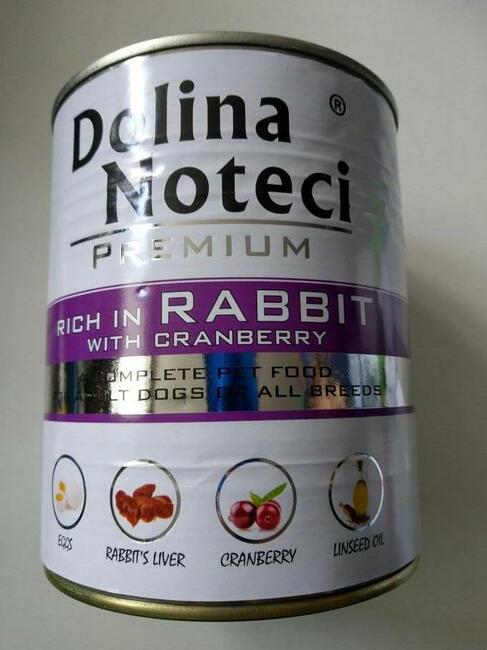 Dolina ®
Noteci
PREMIUM
RICH IN RABBIT
WITH CRANBERRY
A COMPLETE PET FOOD
ADULT DOGS OF ALL BREEDS
EGGS
RABBIT'S LIVER
CRANBERRY
LINSEED OIL